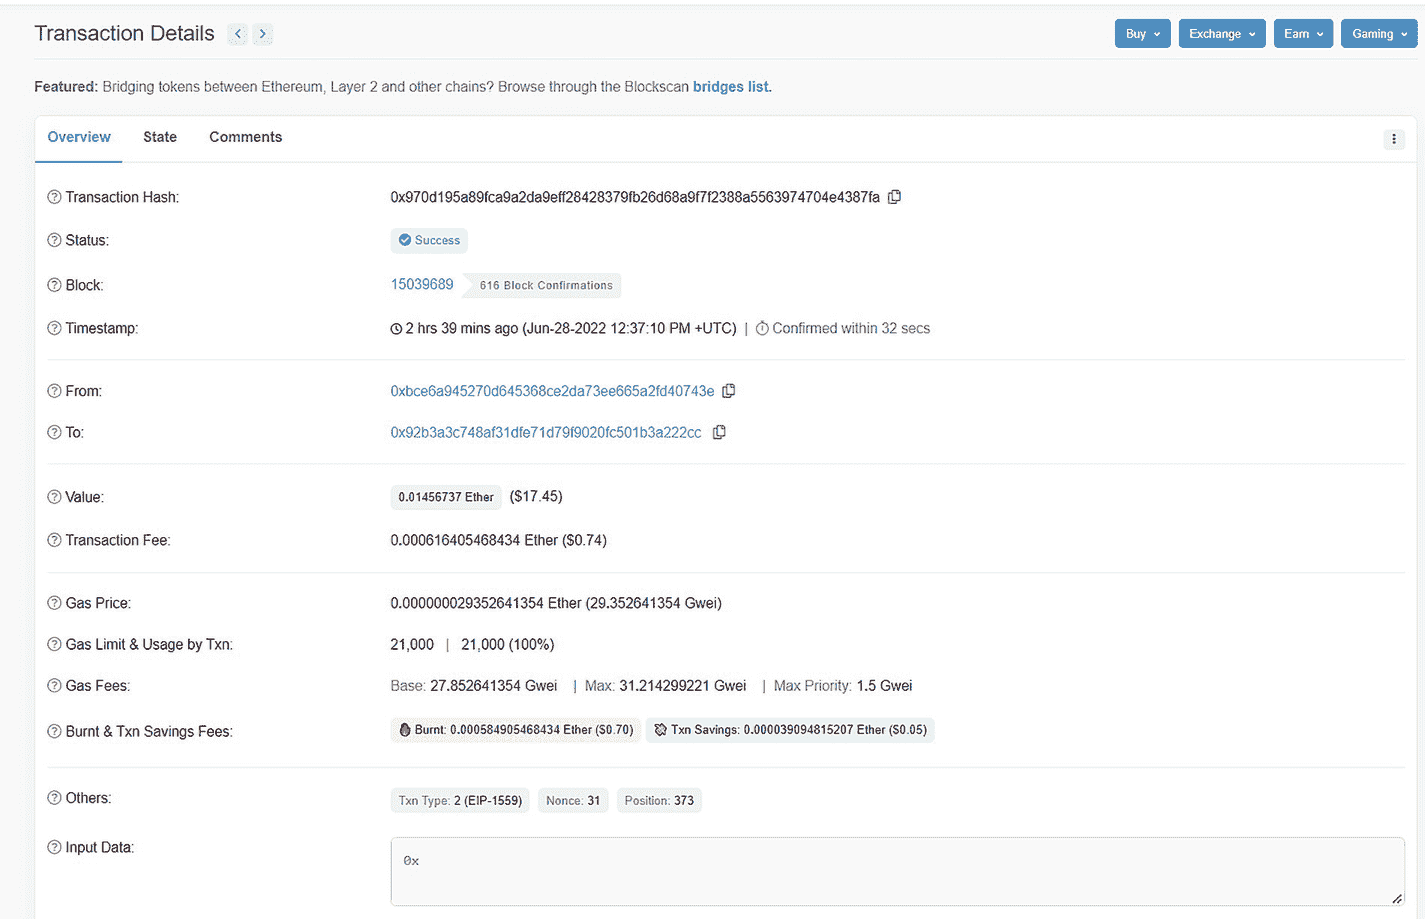 Transaction Details < >
Buy Exchange Earn Gaming
Featured: Bridging tokens between Ethereum, Layer 2 and other chains? Browse through the Blockscan bridges list.
Overview State Comments
Transaction Hash: 0x970d195a89fca9a2da9eff28428379fb26d68a9f7f2388a5563974704e4387fa
Status: Success
Block: 15039689 616 Block Confirmations
Timestamp: 2 hrs 39 mins ago (Jun-28-2022 12:37:10 PM +UTC) | Confirmed within 32 secs
From: 0xbce6a945270d645368ce2da73ee665a2fd40743e
To: 0x92b3a3c748af31dfe71d79f9020fc501b3a222cc
Value: 0.01456737 Ether ($17.45)
Transaction Fee: 0.000616405468434 Ether ($0.74)
Gas Price: 0.000000029352641354 Ether (29.352641354 Gwei)
Gas Limit & Usage by Txn: 21,000 | 21,000 (100%)
Gas Fees: Base: 27.852641354 Gwei | Max: 31.214299221 Gwei | Max Priority: 1.5 Gwei
Burnt & Txn Savings Fees: Burnt: 0.000584905468434 Ether ($0.70) Txn Savings: 0.000039094815207 Ether ($0.05)
Others: Txn Type: 2 (EIP-1559) Nonce: 31 Position: 373
Input Data: 0x